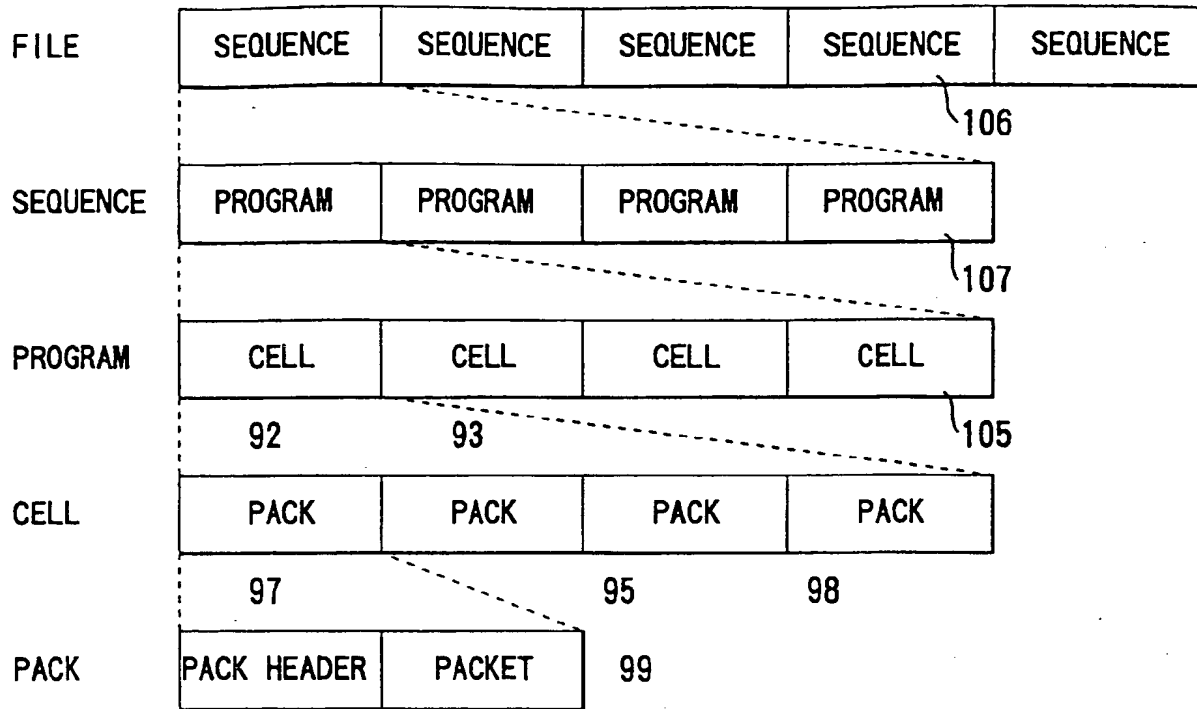 FILE SEQUENCE SEQUENCE SEQUENCE SEQUENCE SEQUENCE
106
SEQUENCE PROGRAM PROGRAM PROGRAM PROGRAM
107
PROGRAM CELL CELL CELL CELL
92 93 105
CELL PACK PACK PACK PACK
97 95 98
PACK PACK HEADER PACKET 99